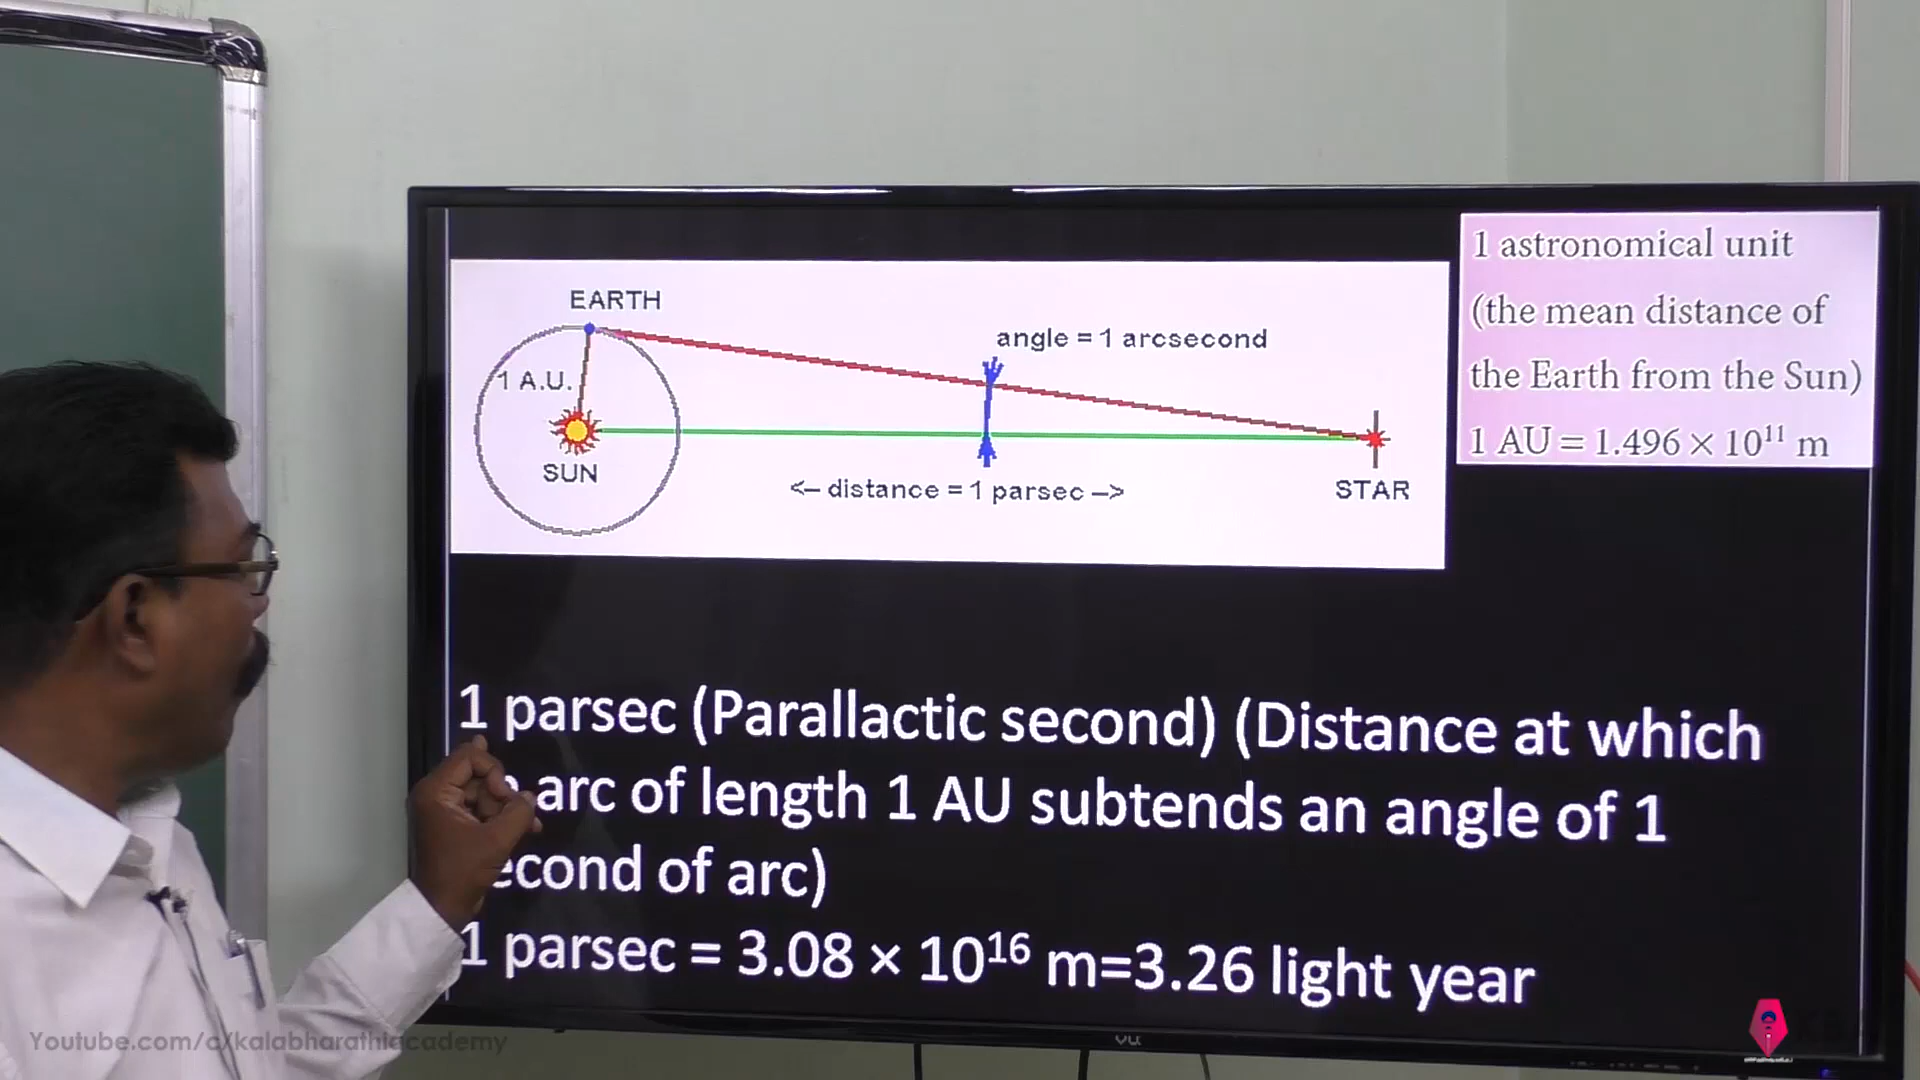 EARTH
1 A.U.
SUN
angle = 1 arcsecond
<– distance = 1 parsec –>
STAR
1 astronomical unit
(the mean distance of
the Earth from the Sun)
1 AU = 1.496 × 10¹¹ m
1 parsec (Parallactic second) (Distance at which
arc of length 1 AU subtends an angle of 1
econd of arc)
1 parsec = 3.08 × 10¹⁶ m=3.26 light year
Youtube.com/c/kalabharathiacademy